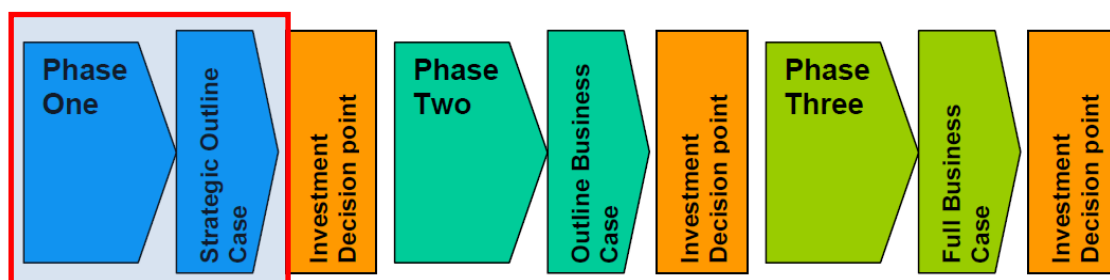 Phase
One
Strategic Outline
Case
Investment
Decision point
Phase
Two
Outline Business
Case
Investment
Decision point
Phase
Three
Full Business
Case
Investment
Decision point